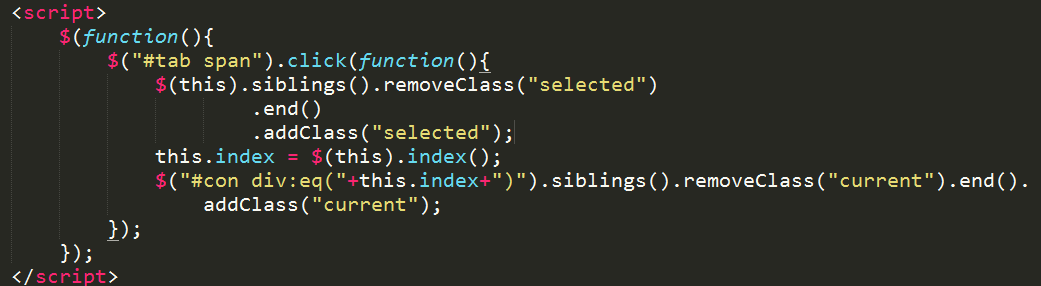 <script>
$(function(){
$("#tab span").click(function(){
$(this).siblings().removeClass("selected")
.end()
.addClass("selected");
this.index = $(this).index();
$("#con div:eq("+this.index+")").siblings().removeClass("current").end().
addClass("current");
});
});
</script>